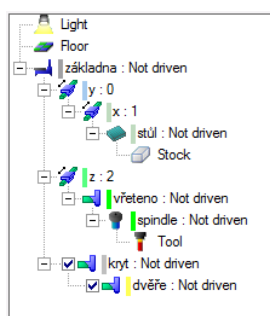 Light
Floor
základna : Not driven
y : 0
x : 1
stůl : Not driven
Stock
z : 2
vřeteno : Not driven
spindle : Not driven
Tool
kryt : Not driven
dvěře : Not driven